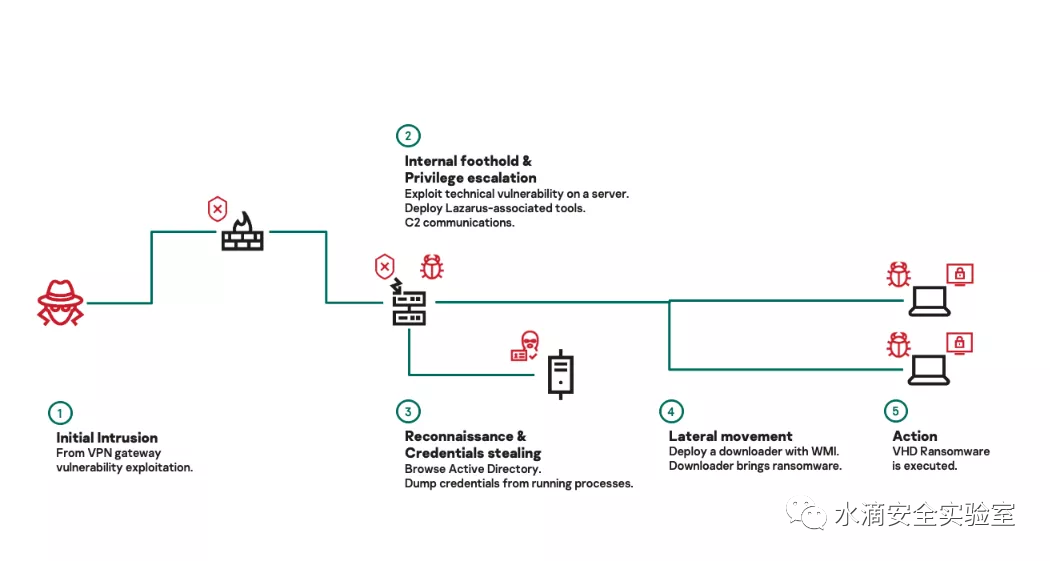 2
Internal foothold &
Privilege escalation
Exploit technical vulnerability on a server.
Deploy Lazarus-associated tools.
C2 communications.
1
Initial Intrusion
From VPN gateway
vulnerability exploitation.
3
Reconnaissance &
Credentials stealing
Browse Active Directory.
Dump credentials from running processes.
4
Lateral movement
Deploy a downloader with WMI.
Downloader brings ransomware.
5
Action
VHD Ransomware
is executed.
水滴安全实验室